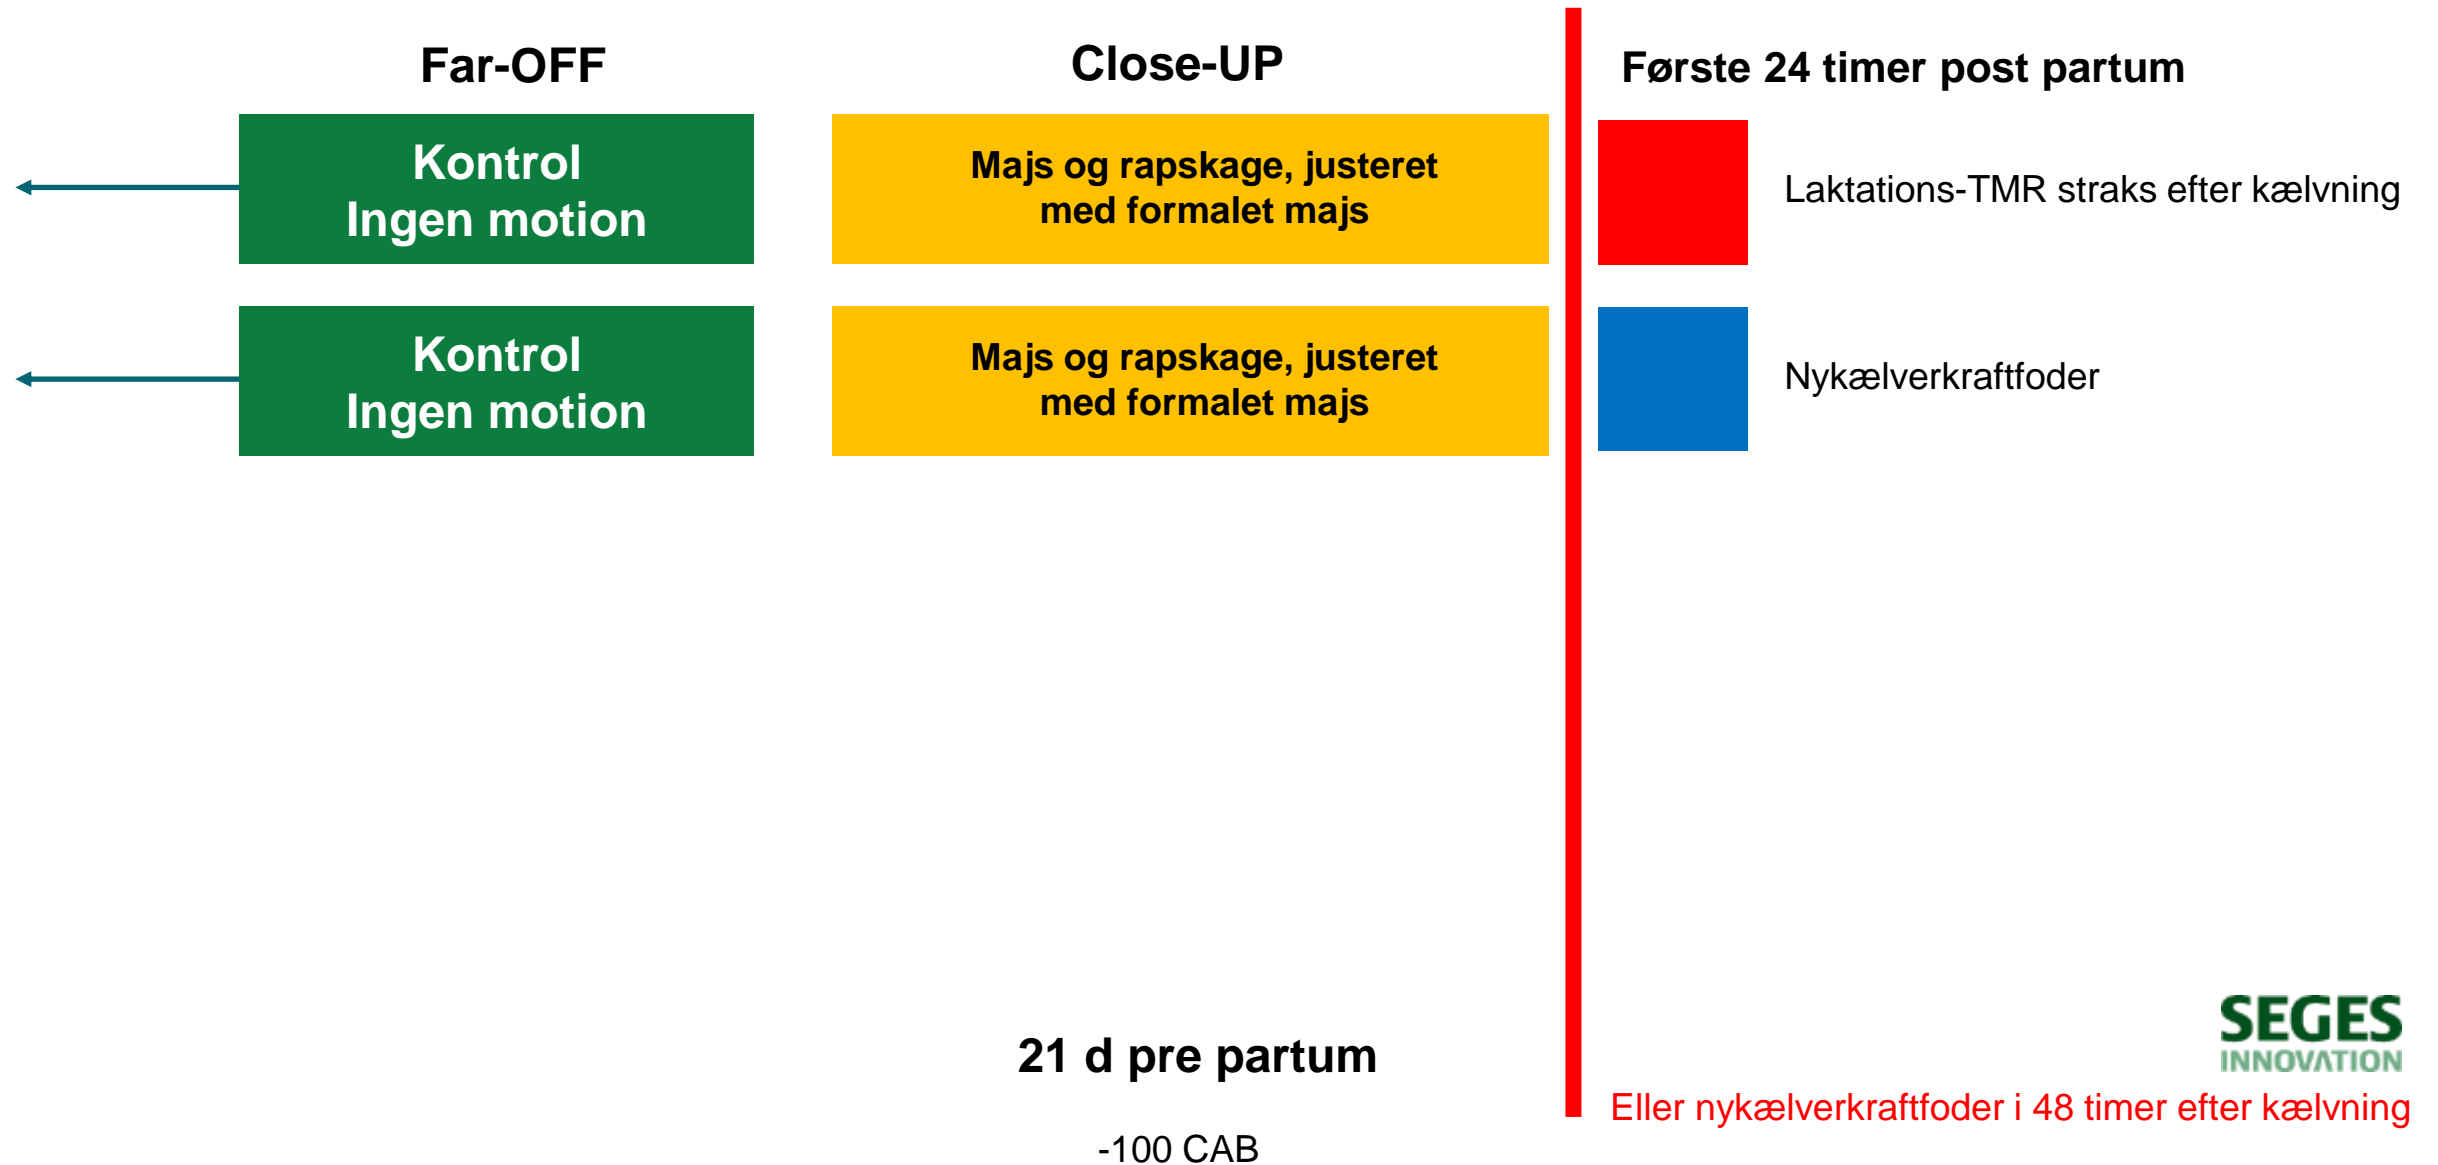 Far-OFF
Close-UP
Første 24 timer post partum
Kontrol
Ingen motion
Majs og rapskage, justeret
med formalet majs
Laktations-TMR straks efter kælvning
Kontrol
Ingen motion
Majs og rapskage, justeret
med formalet majs
Nykælverkraftfoder
21 d pre partum
-100 CAB
SEGES
INNOVATION
Eller nykælverkraftfoder i 48 timer efter kælvning